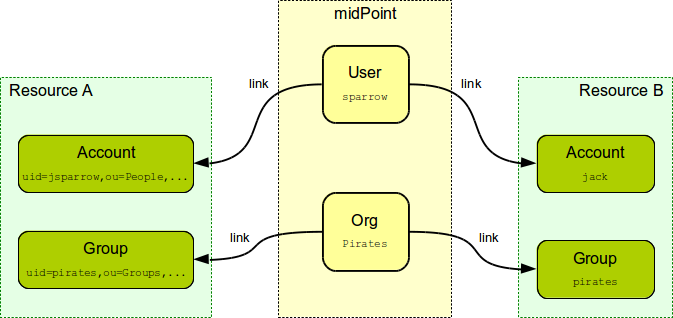 midPoint
User
sparrow
link
link
Resource A
Resource B
Account
uid=jsparrow,ou=People,...
Account
jack
Org
Pirates
link
link
Group
uid=pirates,ou=Groups,...
Group
pirates